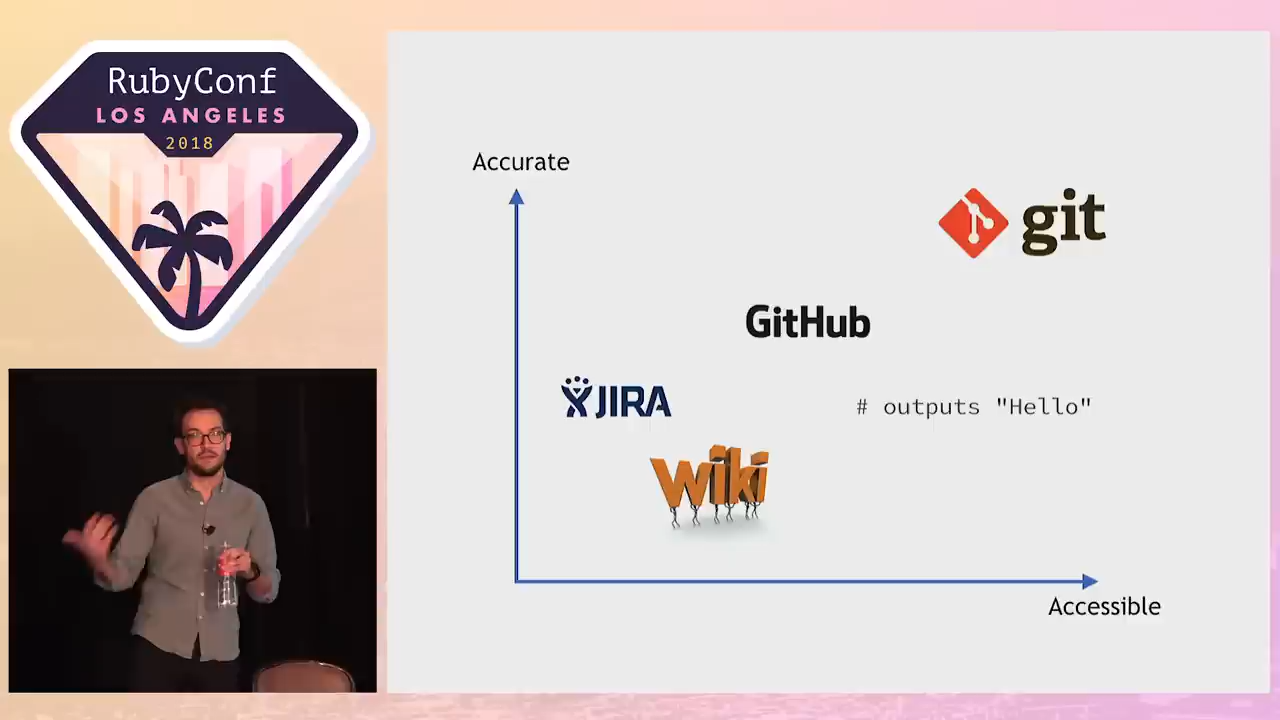 RubyConf
LOS ANGELES
2018
Accurate
git
GitHub
JIRA
# outputs "Hello"
wiki
Accessible